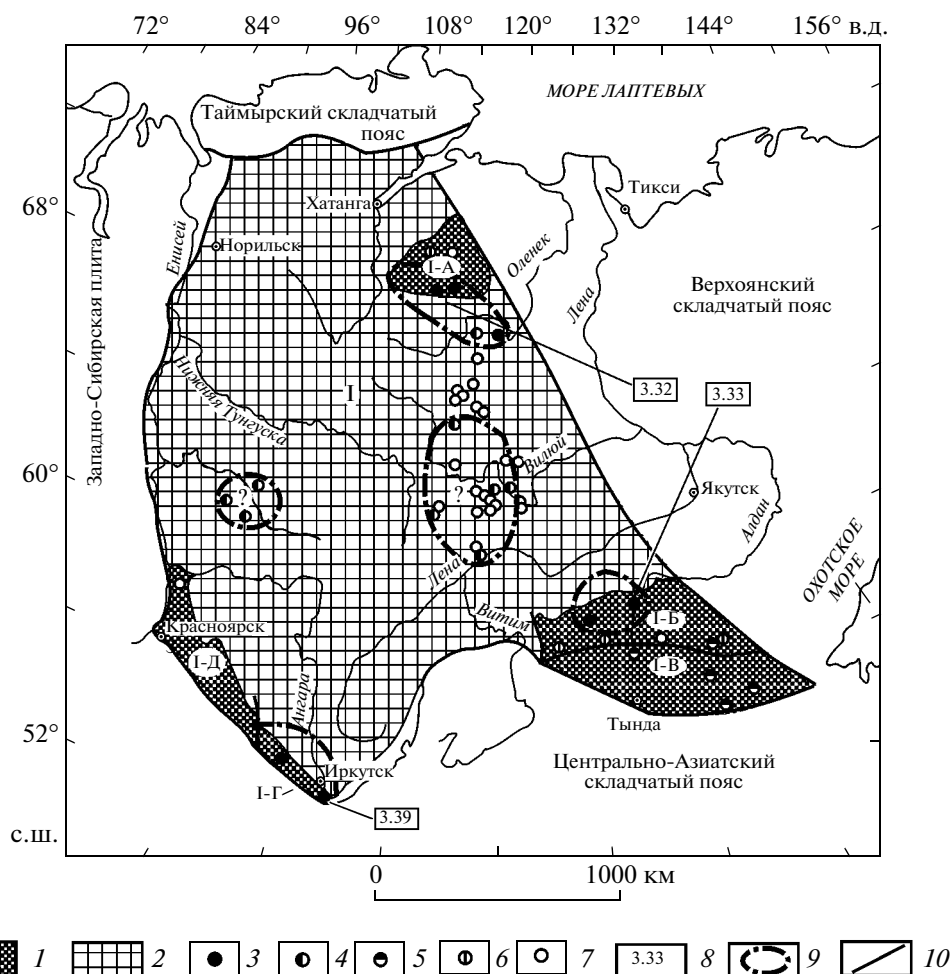 72° 84° 96° 108° 120° 132° 144° 156° в.д.
МОРЕ ЛАПТЕВЫХ
Таймырский складчатый
пояс
68°
Хатанга
Тикси
Енисей
Норильск
I-А
Оленек
Лена
Верхоянский
складчатый пояс
Западно-Сибирская плита
Нижняя Тунгуска
I
3.32
3.33
60°
?
?
Вилюй
Якутск
Алдан
ОХОТСКОЕ
МОРЕ
Лена
Витим
I-Б
Красноярск
I-Д
I-В
Ангара
52°
Тында
Центрально-Азиатский
складчатый пояс
Иркутск
I-Г
3.39
с.ш.
0 1000 км
1 2 3 4 5 6 7 3.33 8 9 10